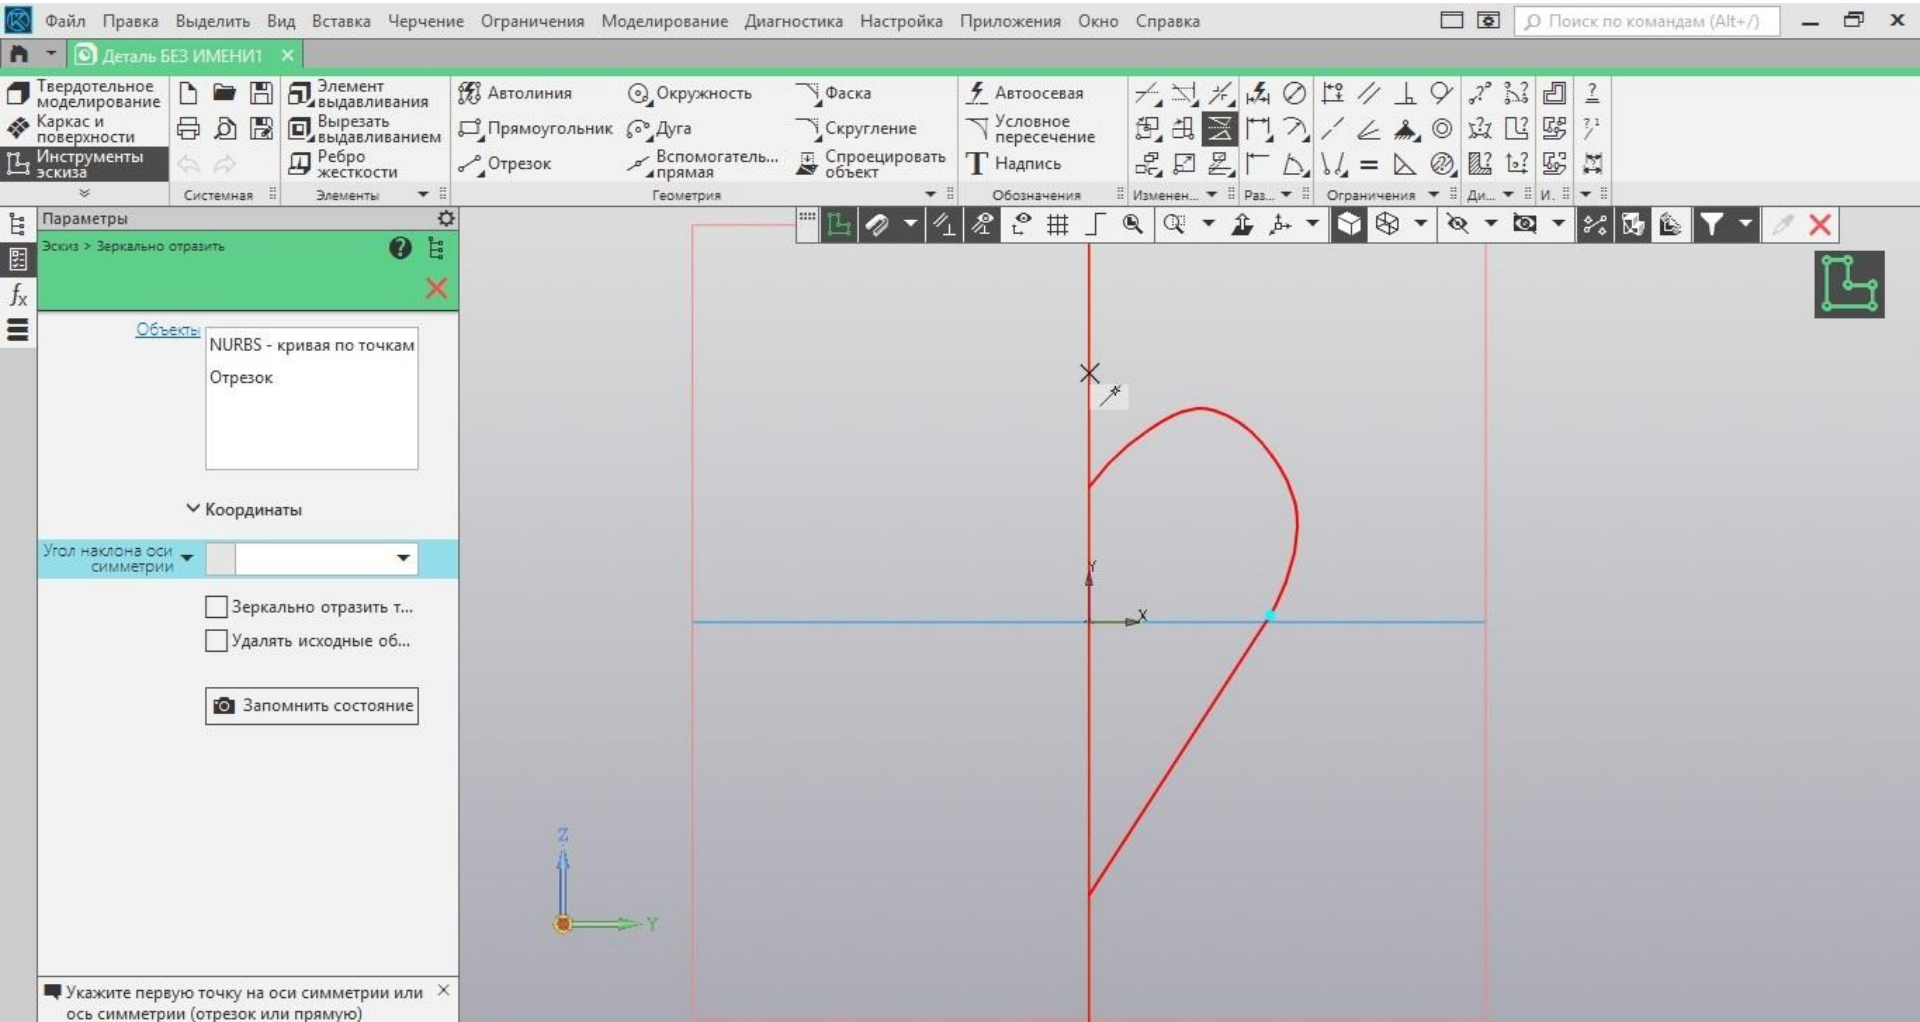 Файл Правка Выделить Вид Вставка Черчение Ограничения Моделирование Диагностика Настройка Приложения Окно Справка
Поиск по командам (Alt+/)
Деталь БЕЗ ИМЕНИ1
Твердотельное
моделирование
Каркас и
поверхности
Инструменты
эскиза
Системная
Элемент
выдавливания
Вырезать
выдавливанием
Ребро
жесткости
Элементы
Автолиния
Прямоугольник
Отрезок
Окружность
Дуга
Вспомогатель...
прямая
Фаска
Скругление
Спроецировать
объект
Геометрия
Автоосевая
Условное
пересечение
Надпись
Обозначения
Изменен...
Раз...
Ограничения
Ди...
И.
Параметры
Эскиз > Зеркально отразить
Объекты
NURBS - кривая по точкам
Отрезок
Координаты
Угол наклона оси
симметрии
Зеркально отразить т...
Удалять исходные об...
Запомнить состояние
Укажите первую точку на оси симметрии или
ось симметрии (отрезок или прямую)
Y
X
Z
Y